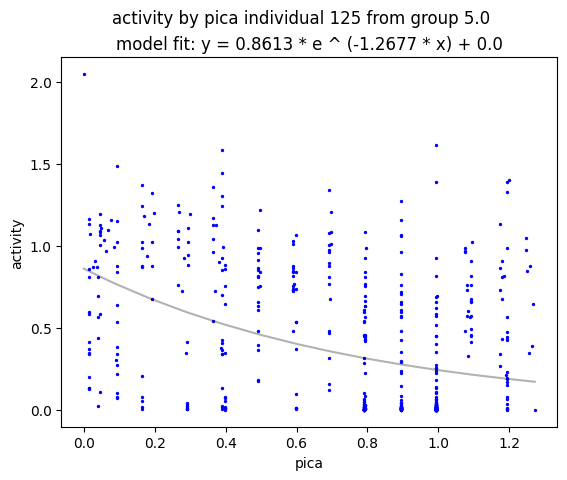 activity by pica individual 125 from group 5.0
model fit: y = 0.8613 * e ^ (-1.2677 * x) + 0.0
2.0
1.5
1.0
0.5
0.0
activity
0.0 0.2 0.4 0.6 0.8 1.0 1.2
pica